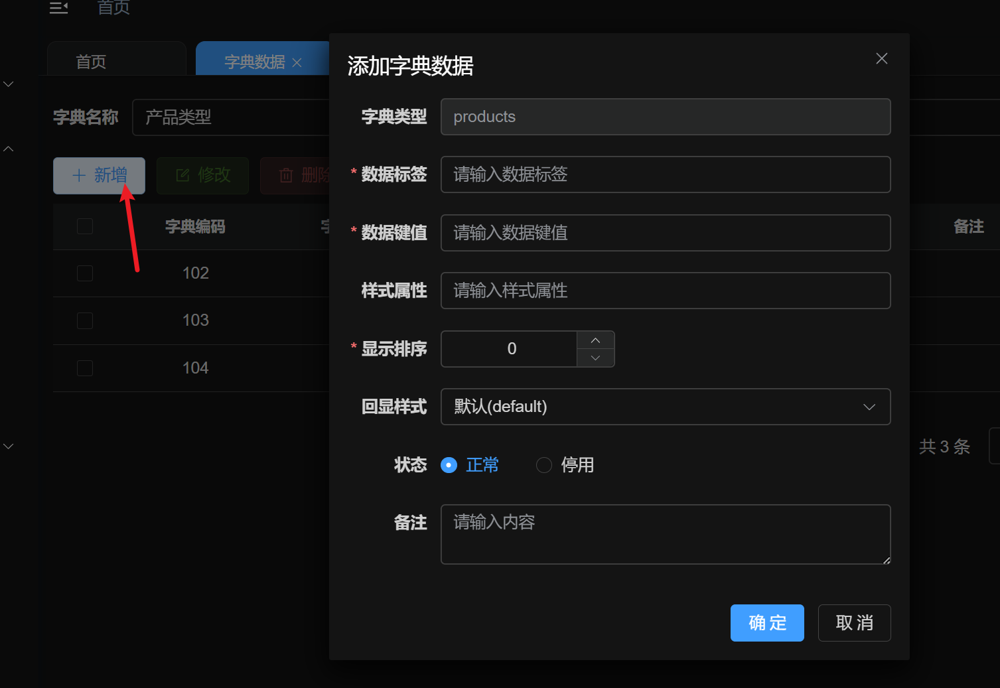 首页
首页
字典数据
字典名称
产品类型
新增
修改
删除
字典编码
备注
102
103
104
共 3 条
添加字典数据
字典类型
products
* 数据标签
请输入数据标签
* 数据键值
请输入数据键值
样式属性
请输入样式属性
* 显示排序
0
回显样式
默认(default)
状态
正常
停用
备注
请输入内容
确定
取消